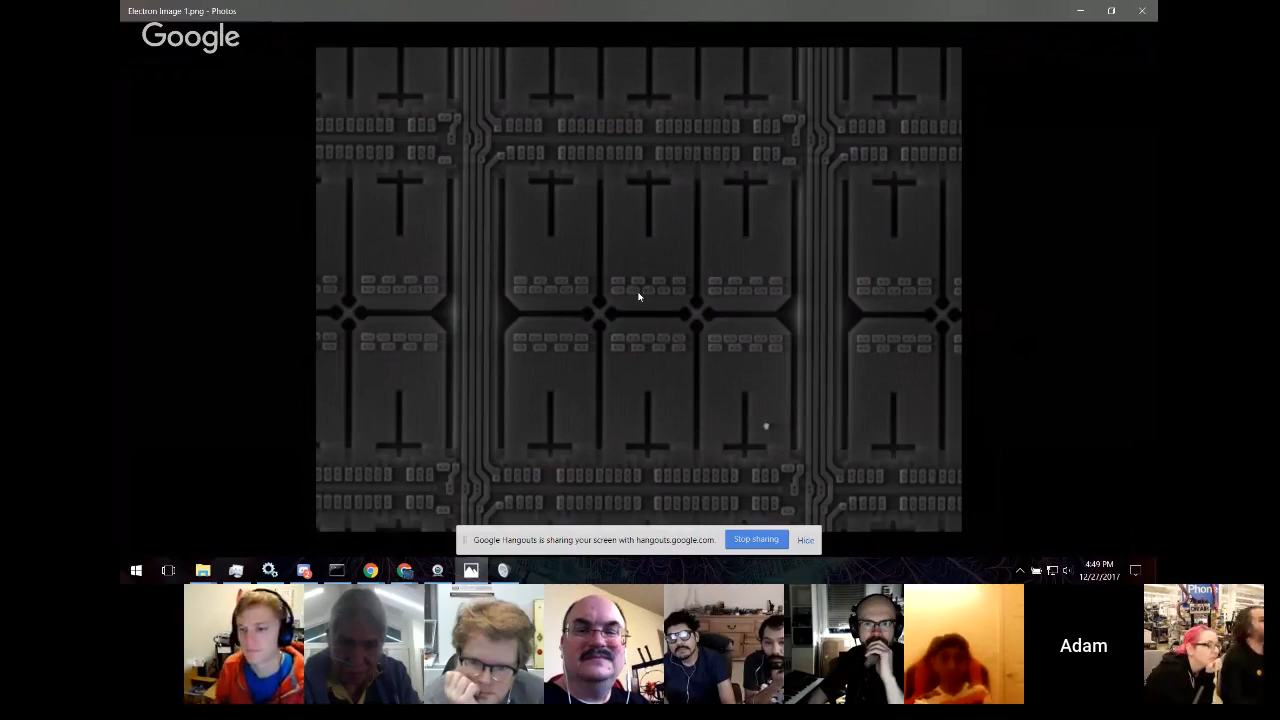 Electron Image 1.png - Photos
Google
Google Hangouts is sharing your screen with hangouts.google.com.
Stop sharing
Hide
4:49 PM
12/27/2017
Adam
Phon